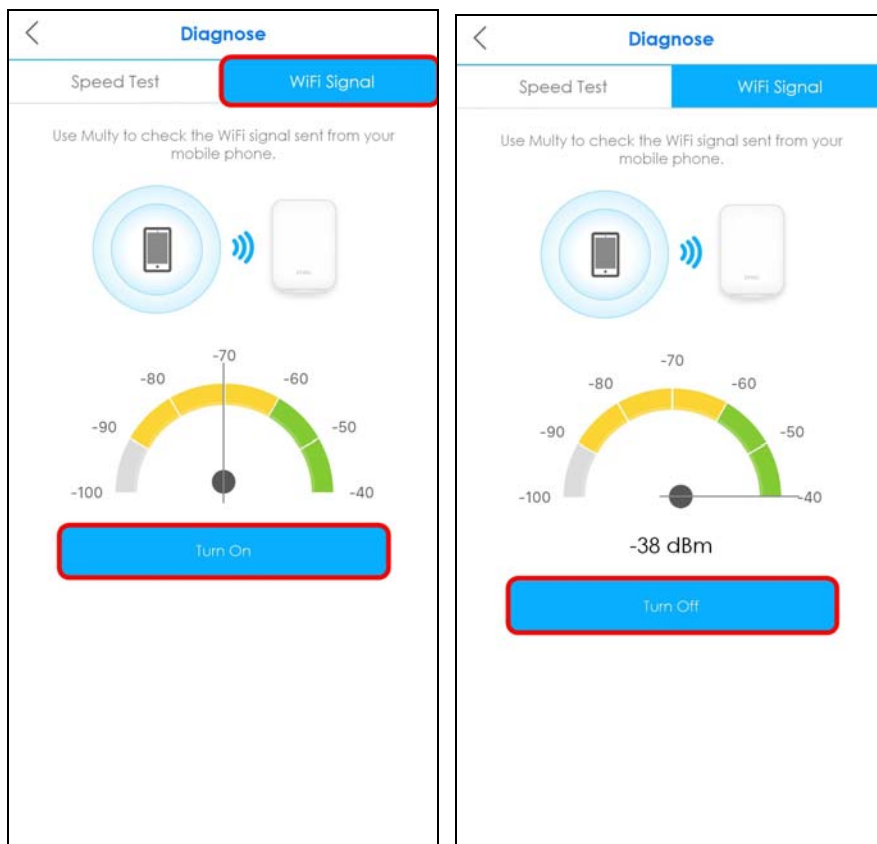 Diagnose
Speed Test
WiFi Signal
Use Multy to check the WiFi signal sent from your
mobile phone.
-70
-80
-60
-90
-50
-100
-40
Turn On
Diagnose
Speed Test
WiFi Signal
Use Multy to check the WiFi signal sent from your
mobile phone.
-70
-80
-60
-90
-50
-100
-40
-38 dBm
Turn Off